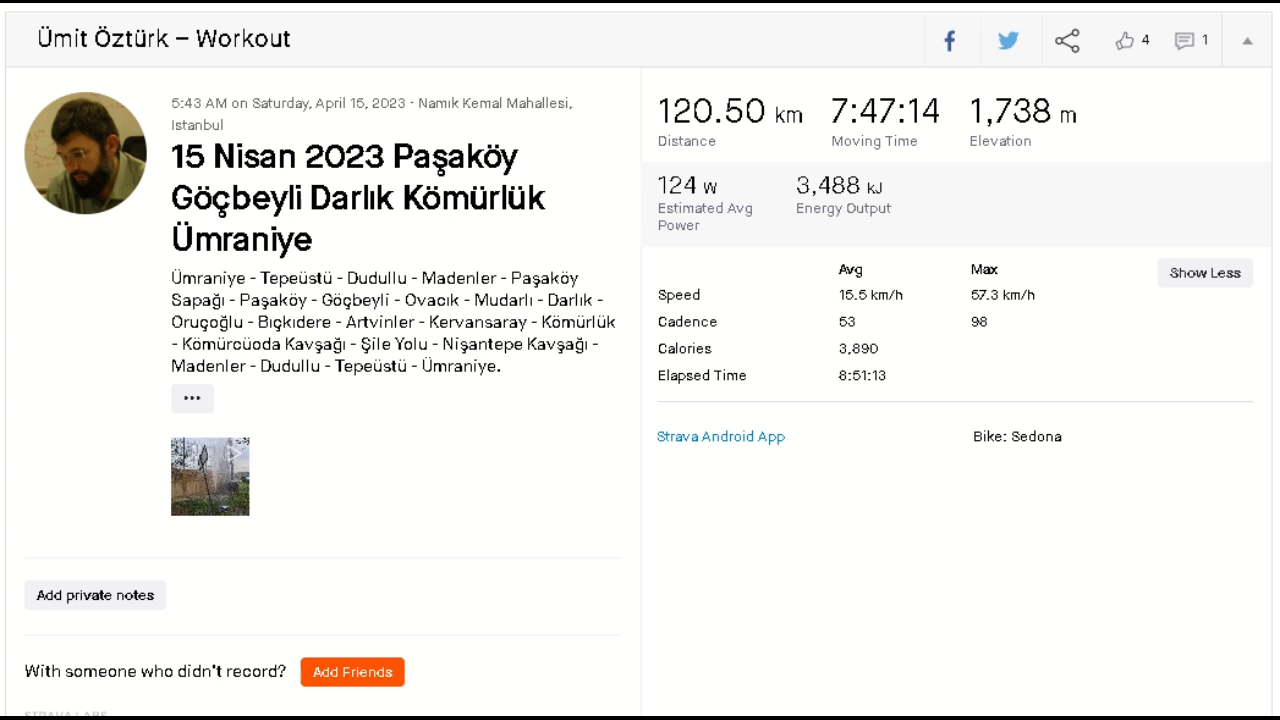 Ümit Öztürk – Workout
4
1
5:43 AM on Saturday, April 15, 2023 · Namık Kemal Mahallesi,
Istanbul
15 Nisan 2023 Paşaköy
Göçbeyli Darlık Kömürlük
Ümraniye
Ümraniye - Tepeüstü - Dudullu - Madenler - Paşaköy
Sapağı - Paşaköy - Göçbeyli - Ovacık - Mudarlı - Darlık -
Oruçoğlu - Bıçkıdere - Artvinler - Kervansaray - Kömürlük
- Kömürcüoda Kavşağı - Şile Yolu - Nişantepe Kavşağı -
Madenler - Dudullu - Tepeüstü - Ümraniye.
•••
Add private notes
With someone who didn't record? Add Friends
STRAVA LABS
120.50 km 7:47:14 1,738 m
Distance Moving Time Elevation
124 W 3,488 kJ
Estimated Avg Energy Output
Power
Avg Max Show Less
Speed 15.5 km/h 57.3 km/h
Cadence 53 98
Calories 3,890
Elapsed Time 8:51:13
Strava Android App Bike: Sedona